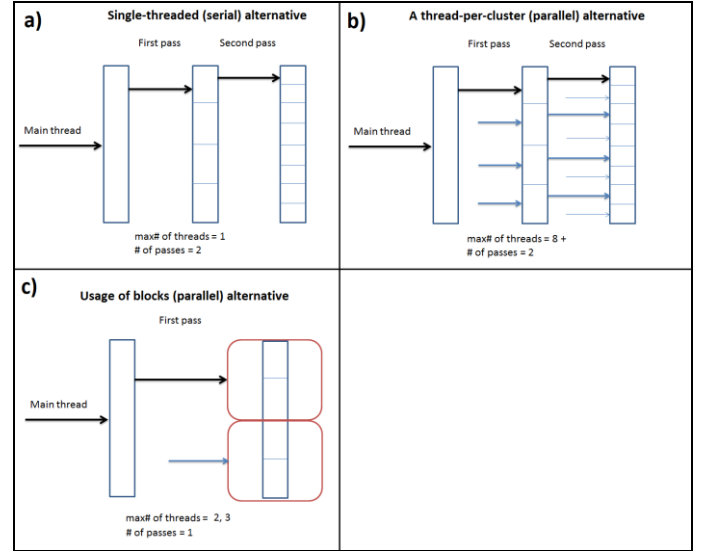 a)
Single-threaded (serial) alternative
First pass
Second pass
Main thread
max# of threads = 1
# of passes = 2
b)
A thread-per-cluster (parallel) alternative
First pass
Second pass
Main thread
max# of threads = 8 +
# of passes = 2
c)
Usage of blocks (parallel) alternative
First pass
Main thread
max# of threads = 2, 3
# of passes = 1